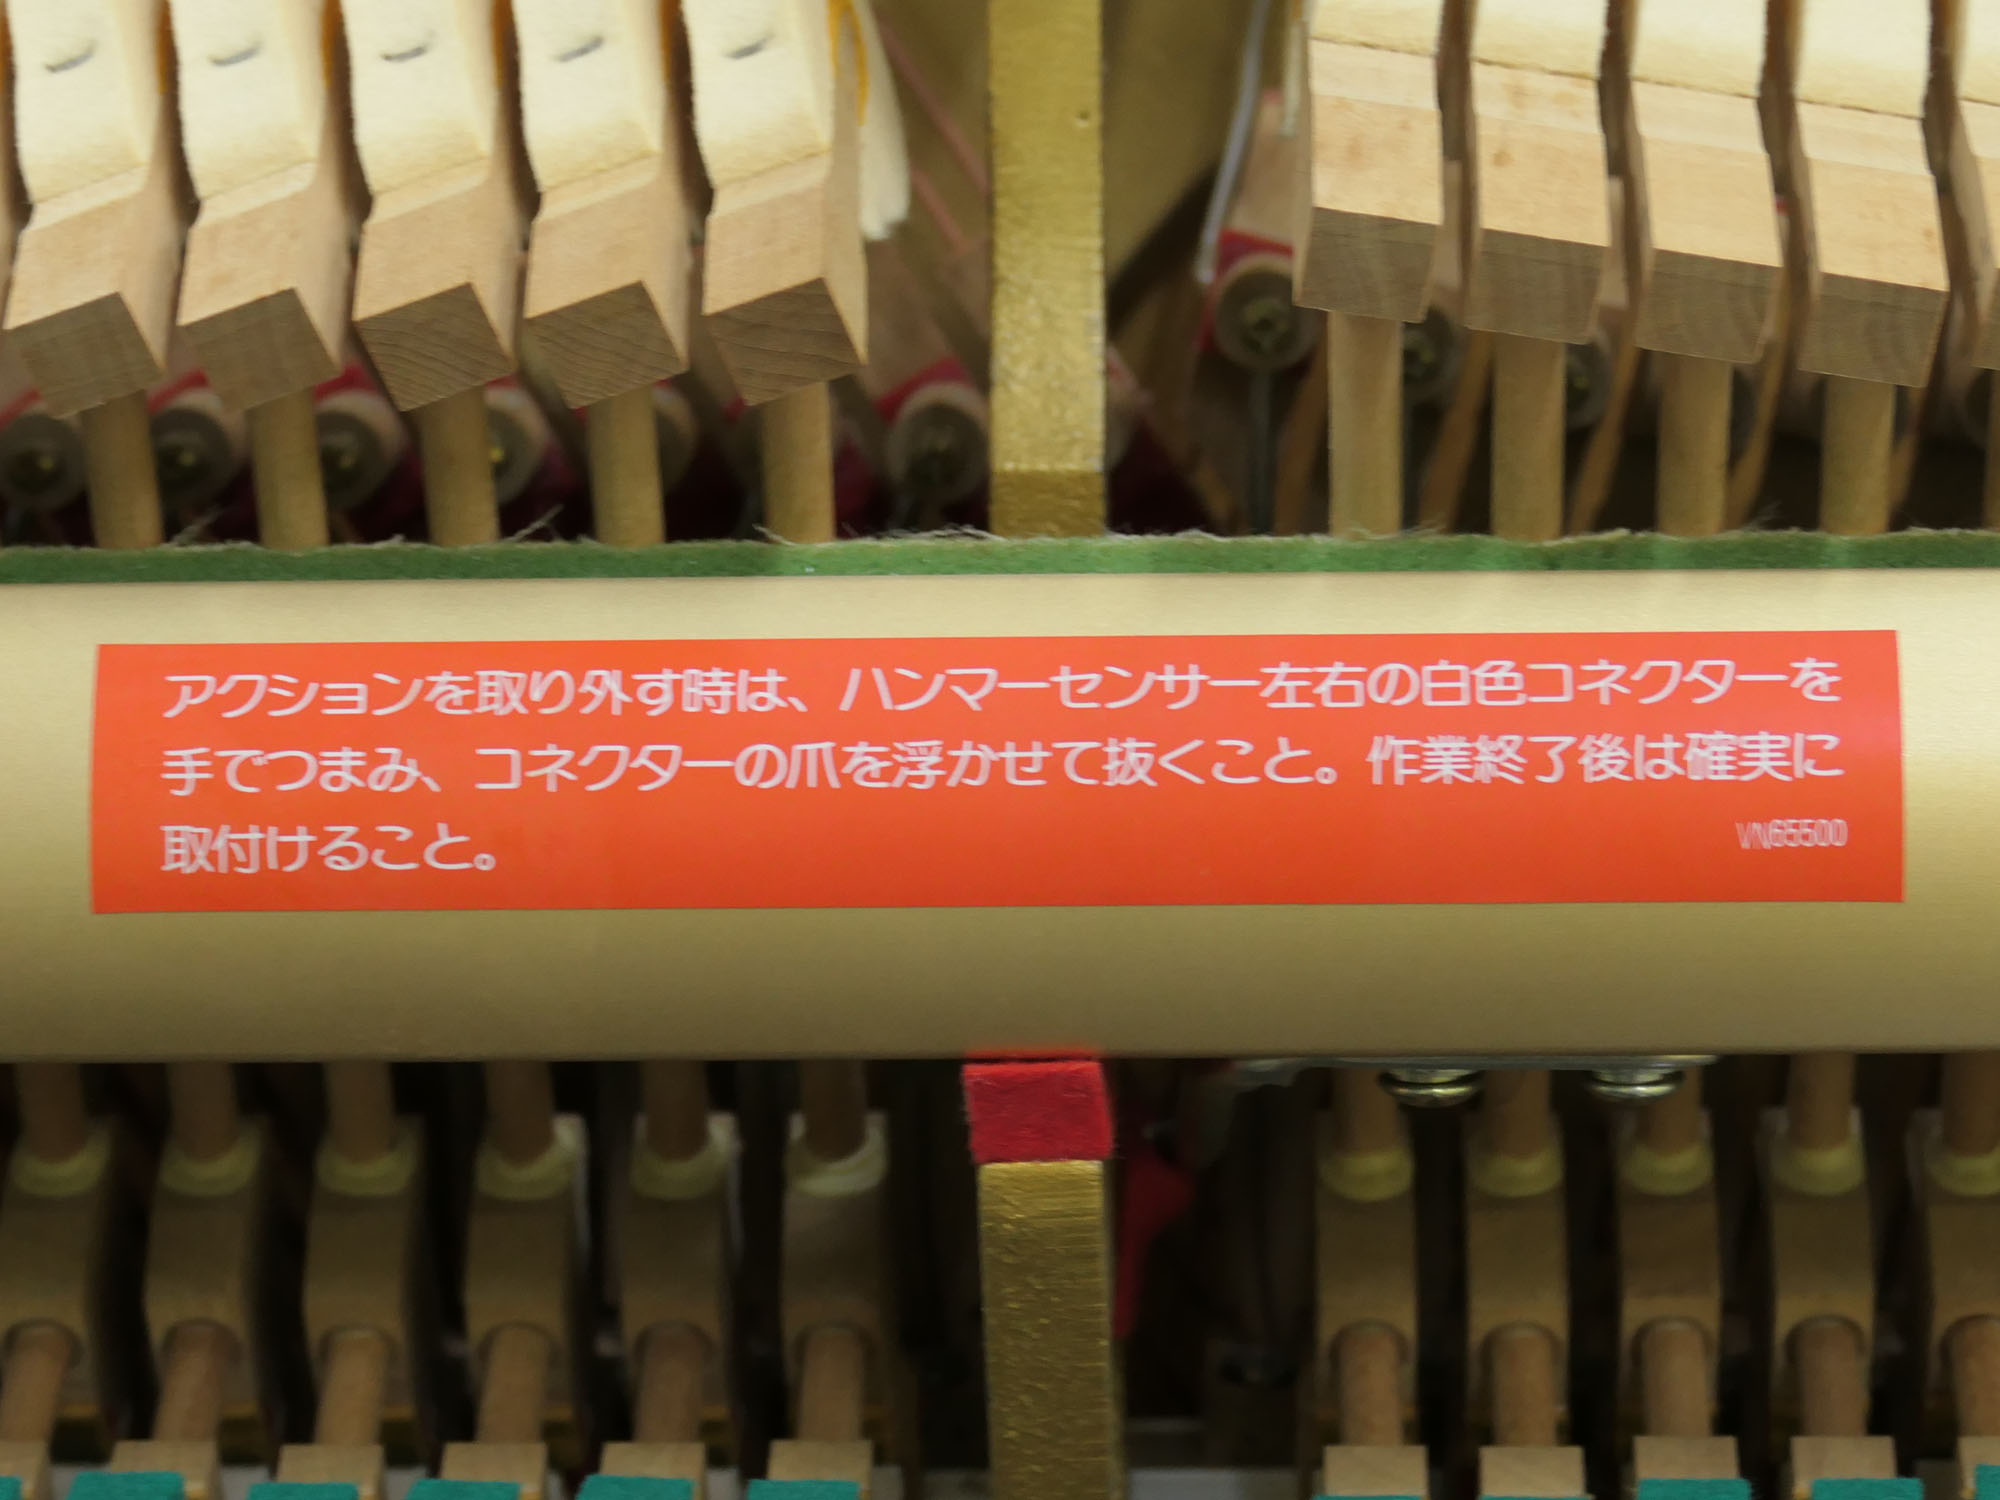 アクションを取り外す時は、ハンマーセンサー左右の白色コネクターを
手でつまみ、コネクターの爪を浮かせて抜くこと。作業終了後は確実に
取付けること。
VN65500